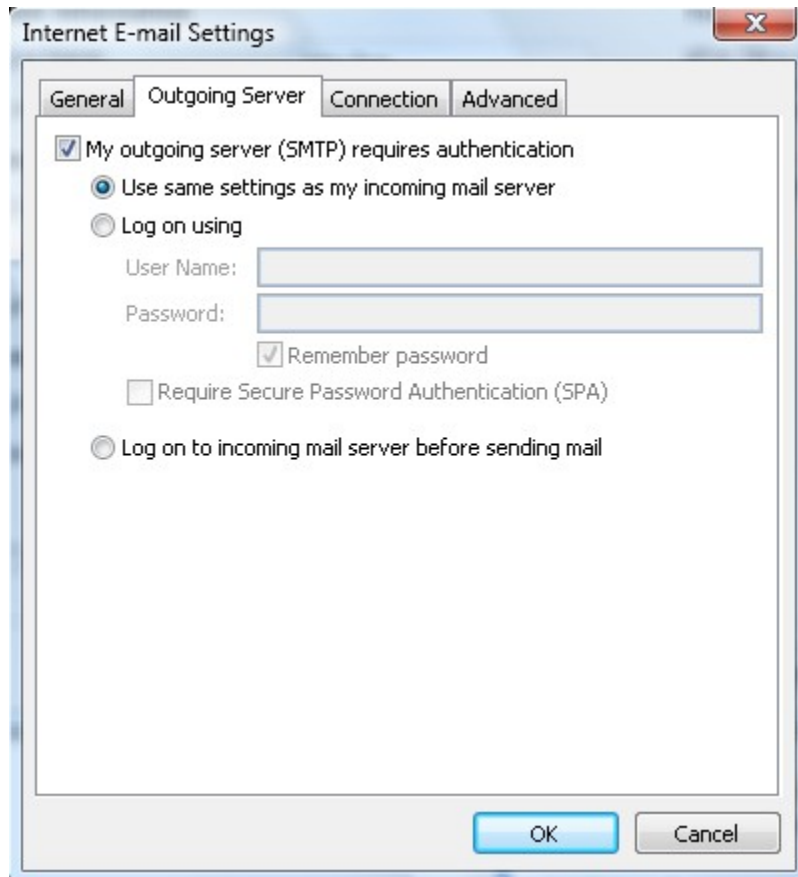 Internet E-mail Settings
General Outgoing Server Connection Advanced
My outgoing server (SMTP) requires authentication
Use same settings as my incoming mail server
Log on using
User Name:
Password:
Remember password
Require Secure Password Authentication (SPA)
Log on to incoming mail server before sending mail
OK Cancel